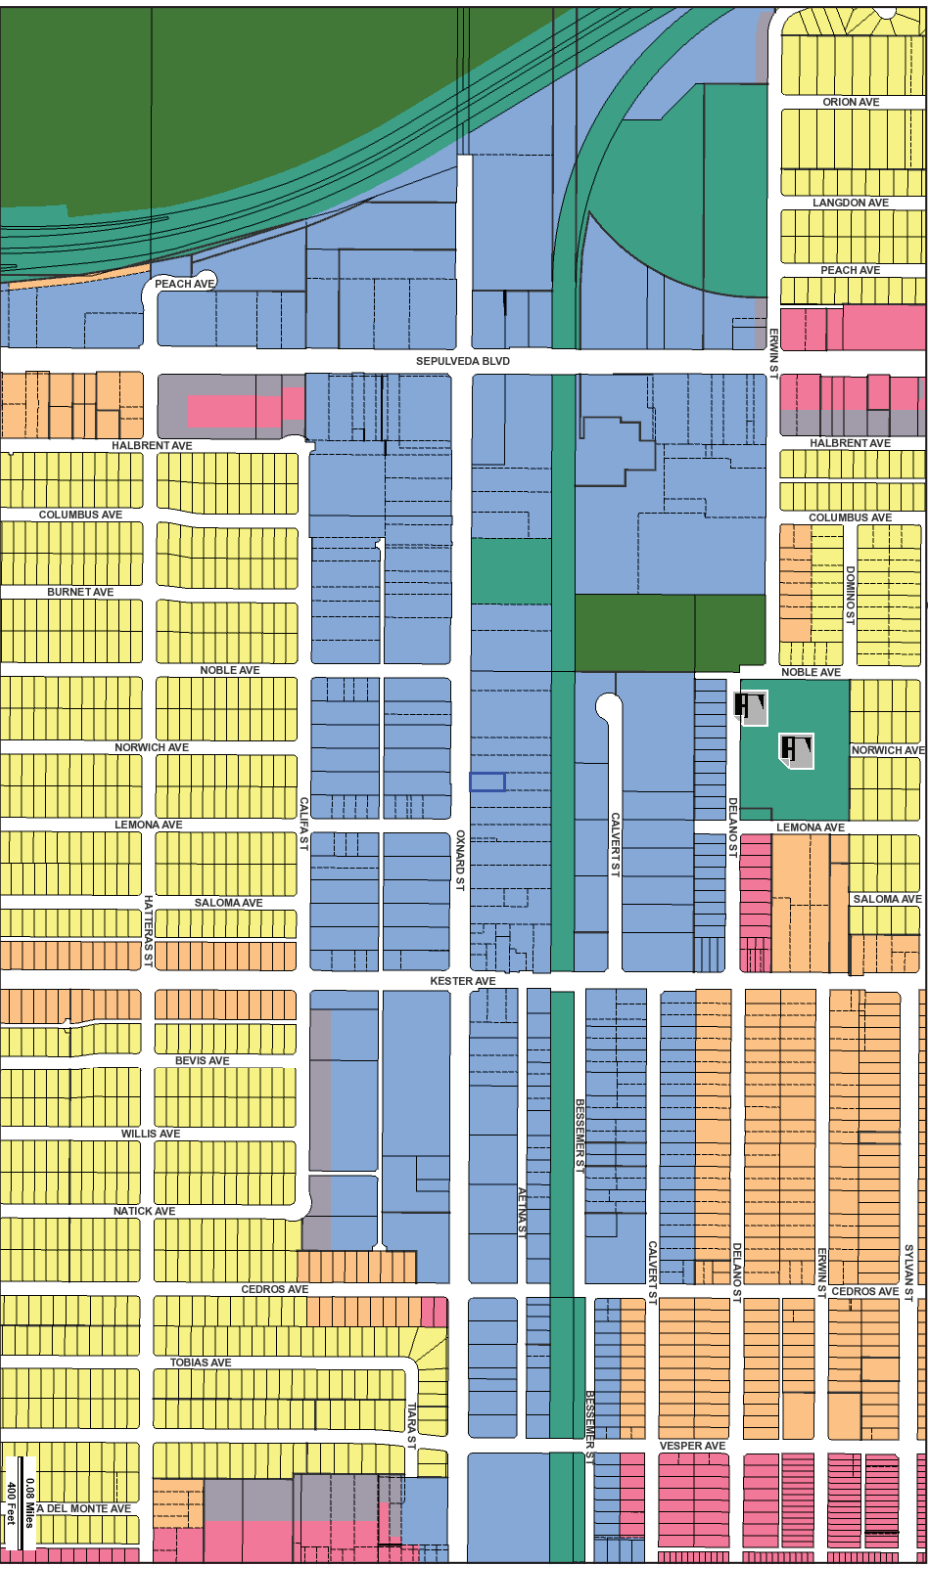 ORION AVE
LANGDON AVE
PEACH AVE
PEACH AVE
ERWIN ST
SEPULVEDA BLVD
HALBRENT AVE
HALBRENT AVE
COLUMBUS AVE
COLUMBUS AVE
DOMINO ST
BURNET AVE
NOBLE AVE
NOBLE AVE
NORWICH AVE
NORWICH AVE
CALIFA ST
DELANO ST
LEMONA AVE
LEMONA AVE
OXNARD ST
CALVERT ST
HATTERAS ST
SALOMA AVE
SALOMA AVE
KESTER AVE
BEVIS AVE
BESSEMER ST
WILLIS AVE
AETNA ST
NATICK AVE
CALVERT ST
DELANO ST
ERWIN ST
SYLVAN ST
CEDROS AVE
CEDROS AVE
TOBIAS AVE
TIARA ST
BESSEMER ST
VESPER AVE
A DEL MONTE AVE
0.08 Miles
400 Feet